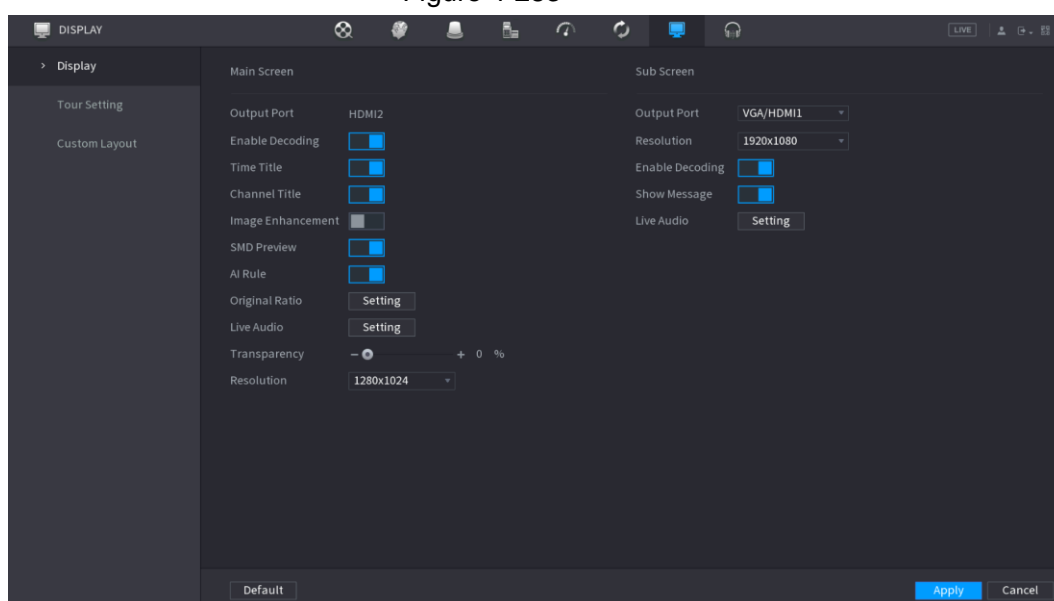 DISPLAY
LIVE
Display
Tour Setting
Custom Layout
Main Screen
Output Port HDMI2
Enable Decoding
Time Title
Channel Title
Image Enhancement
SMD Preview
AI Rule
Original Ratio Setting
Live Audio Setting
Transparency - + 0 %
Resolution 1280x1024
Sub Screen
Output Port VGA/HDMI1
Resolution 1920x1080
Enable Decoding
Show Message
Live Audio Setting
Default
Apply Cancel